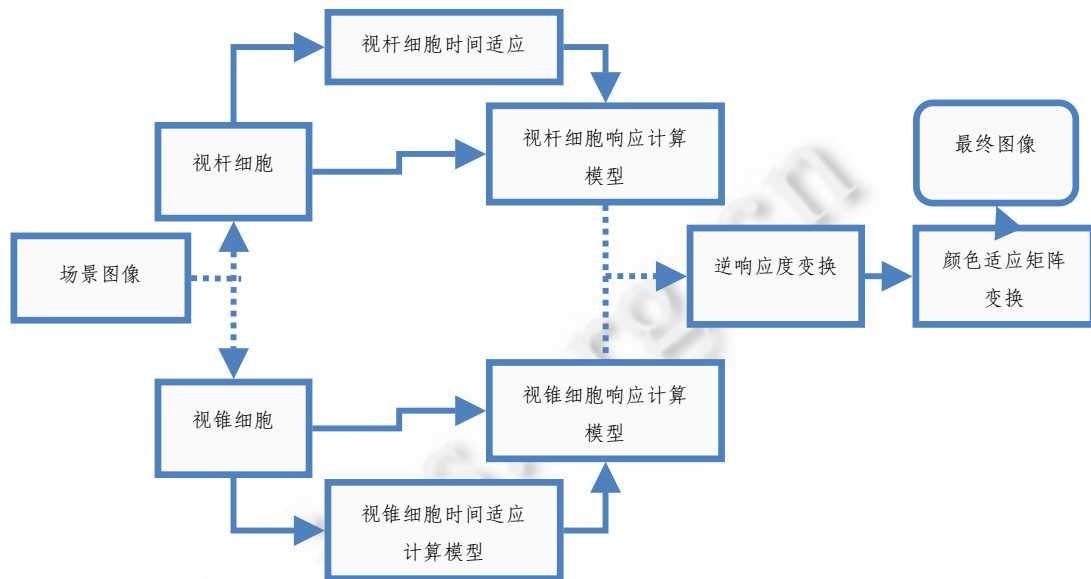 视杆细胞时间适应
视杆细胞响应计算
模型
视杆细胞
最终图像
场景图像
逆响应度变换
颜色适应矩阵
变换
视锥细胞
视锥细胞响应计算
模型
视锥细胞时间适应
计算模型